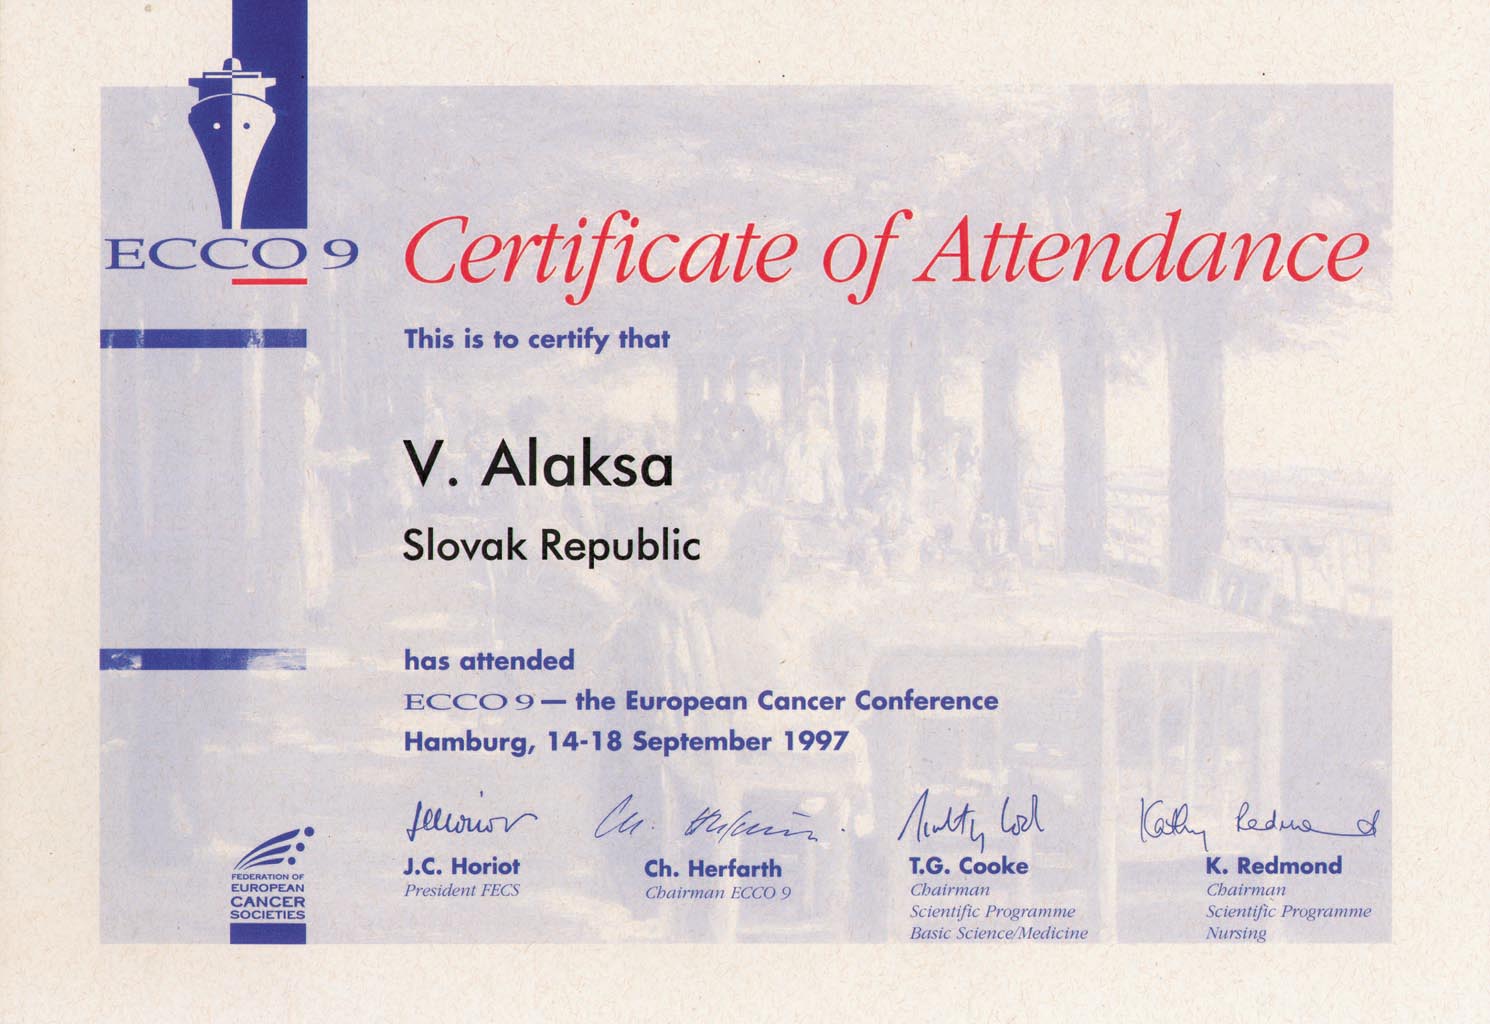 ECCO 9
Certificate of Attendance
This is to certify that
V. Alaksa
Slovak Republic
has attended
ECCO 9 — the European Cancer Conference
Hamburg, 14-18 September 1997
J.C. Horiot
President FECS
Ch. Herfarth
Chairman ECCO 9
T.G. Cooke
Chairman
Scientific Programme
Basic Science/Medicine
Kathy Redmond
K. Redmond
Chairman
Scientific Programme
Nursing
FEDERATION OF
EUROPEAN
CANCER
SOCIETIES